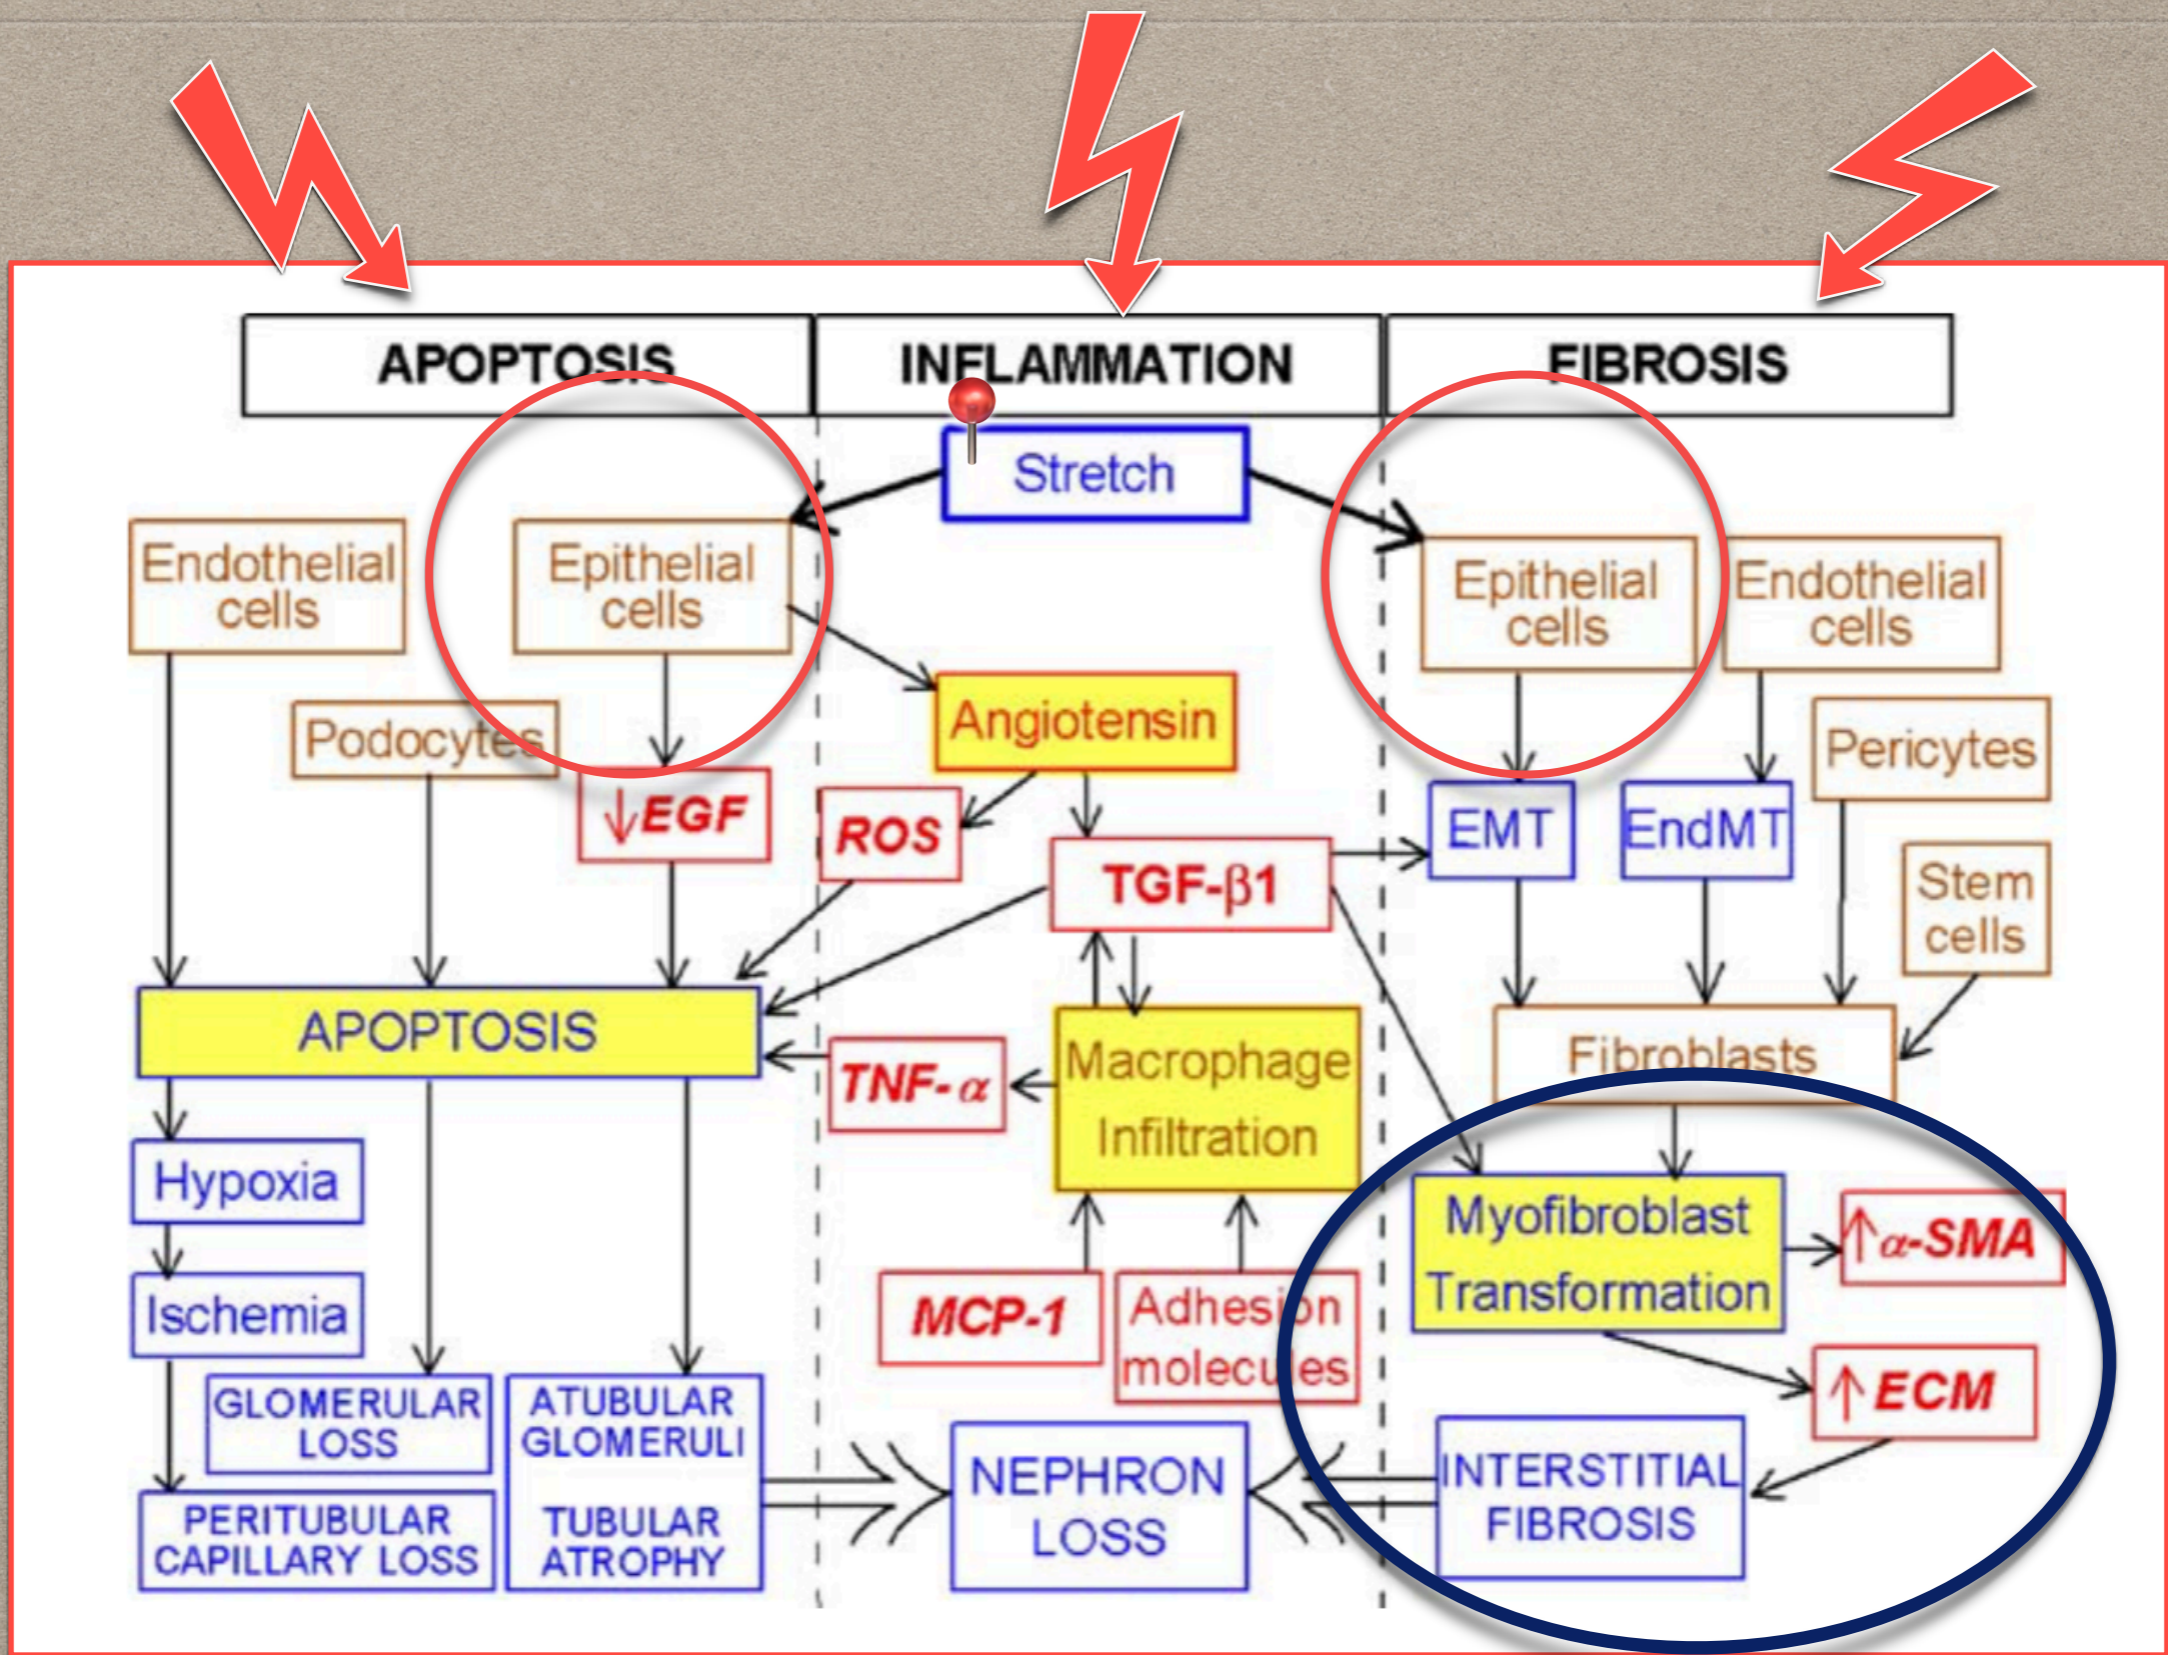 APOPTOSIS
INFLAMMATION
FIBROSIS
Stretch
Endothelial
cells
Epithelial
cells
Epithelial
cells
Endothelial
cells
Podocytes
Angiotensin
Pericytes
↓EGF
ROS
TGF-β1
EMT
EndMT
Stem
cells
APOPTOSIS
TNF-α
Macrophage
Infiltration
Fibroblasts
Hypoxia
Myofibroblast
Transformation
↑α-SMA
Ischemia
MCP-1
Adhesion
molecules
↑ECM
GLOMERULAR
LOSS
ATUBULAR
GLOMERULI
TUBULAR
ATROPHY
PERITUBULAR
CAPILLARY LOSS
NEPHRON
LOSS
INTERSTITIAL
FIBROSIS